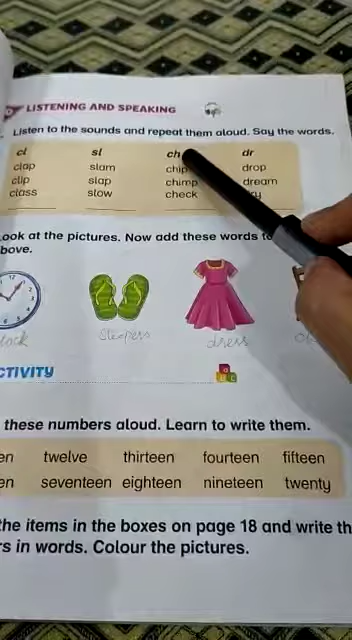 LISTENING AND SPEAKING
Listen to the sounds and repeat them aloud. Say the words.
cl sl ch dr
clap slam chip drop
clip slap chimp dream
class slow check
ook at the pictures. Now add these words to
bove.
lock Sleepers dress
CTIVITY
these numbers aloud. Learn to write them.
en twelve thirteen fourteen fifteen
en seventeen eighteen nineteen twenty
the items in the boxes on page 18 and write th
rs in words. Colour the pictures.